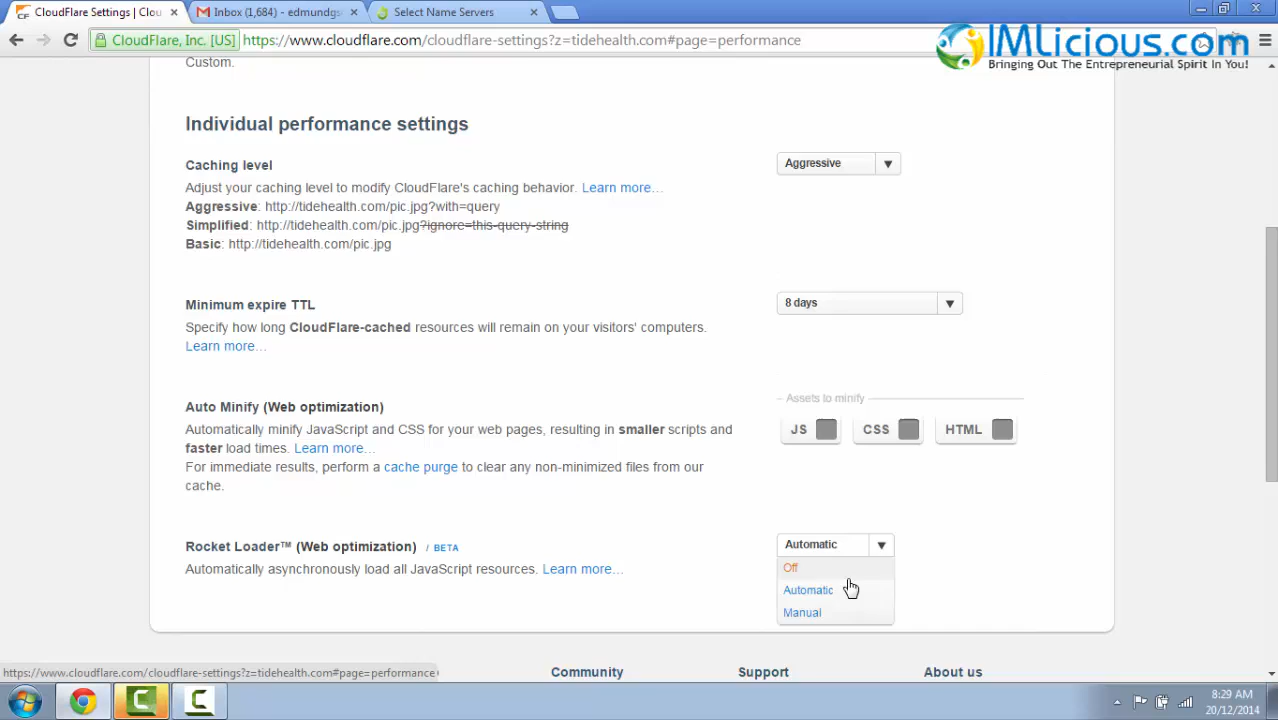 CloudFlare Settings | Clou
Inbox (1,684) - edmundgs
Select Name Servers
CloudFlare, Inc. [US]
https://www.cloudflare.com/cloudflare-settings?z=tidehealth.com#page=performance
IMLicious.com
Bringing Out The Entrepreneurial Spirit In You!
Custom.
Individual performance settings
Caching level
Aggressive
Adjust your caching level to modify CloudFlare's caching behavior. Learn more…
Aggressive: http://tidehealth.com/pic.jpg?with=query
Simplified: http://tidehealth.com/pic.jpg?ignore=this-query-string
Basic: http://tidehealth.com/pic.jpg
Minimum expire TTL
8 days
Specify how long CloudFlare-cached resources will remain on your visitors' computers.
Learn more…
Auto Minify (Web optimization)
Assets to minify
Automatically minify JavaScript and CSS for your web pages, resulting in smaller scripts and
JS CSS HTML
faster load times. Learn more…
For immediate results, perform a cache purge to clear any non-minimized files from our
cache.
Rocket Loader™ (Web optimization) / BETA
Automatic
Automatically asynchronously load all JavaScript resources. Learn more…
Off
Automatic
Manual
https://www.cloudflare.com/cloudflare-settings?z=tidehealth.com#page=performance
Community
Support
About us
8:29 AM
20/12/2014